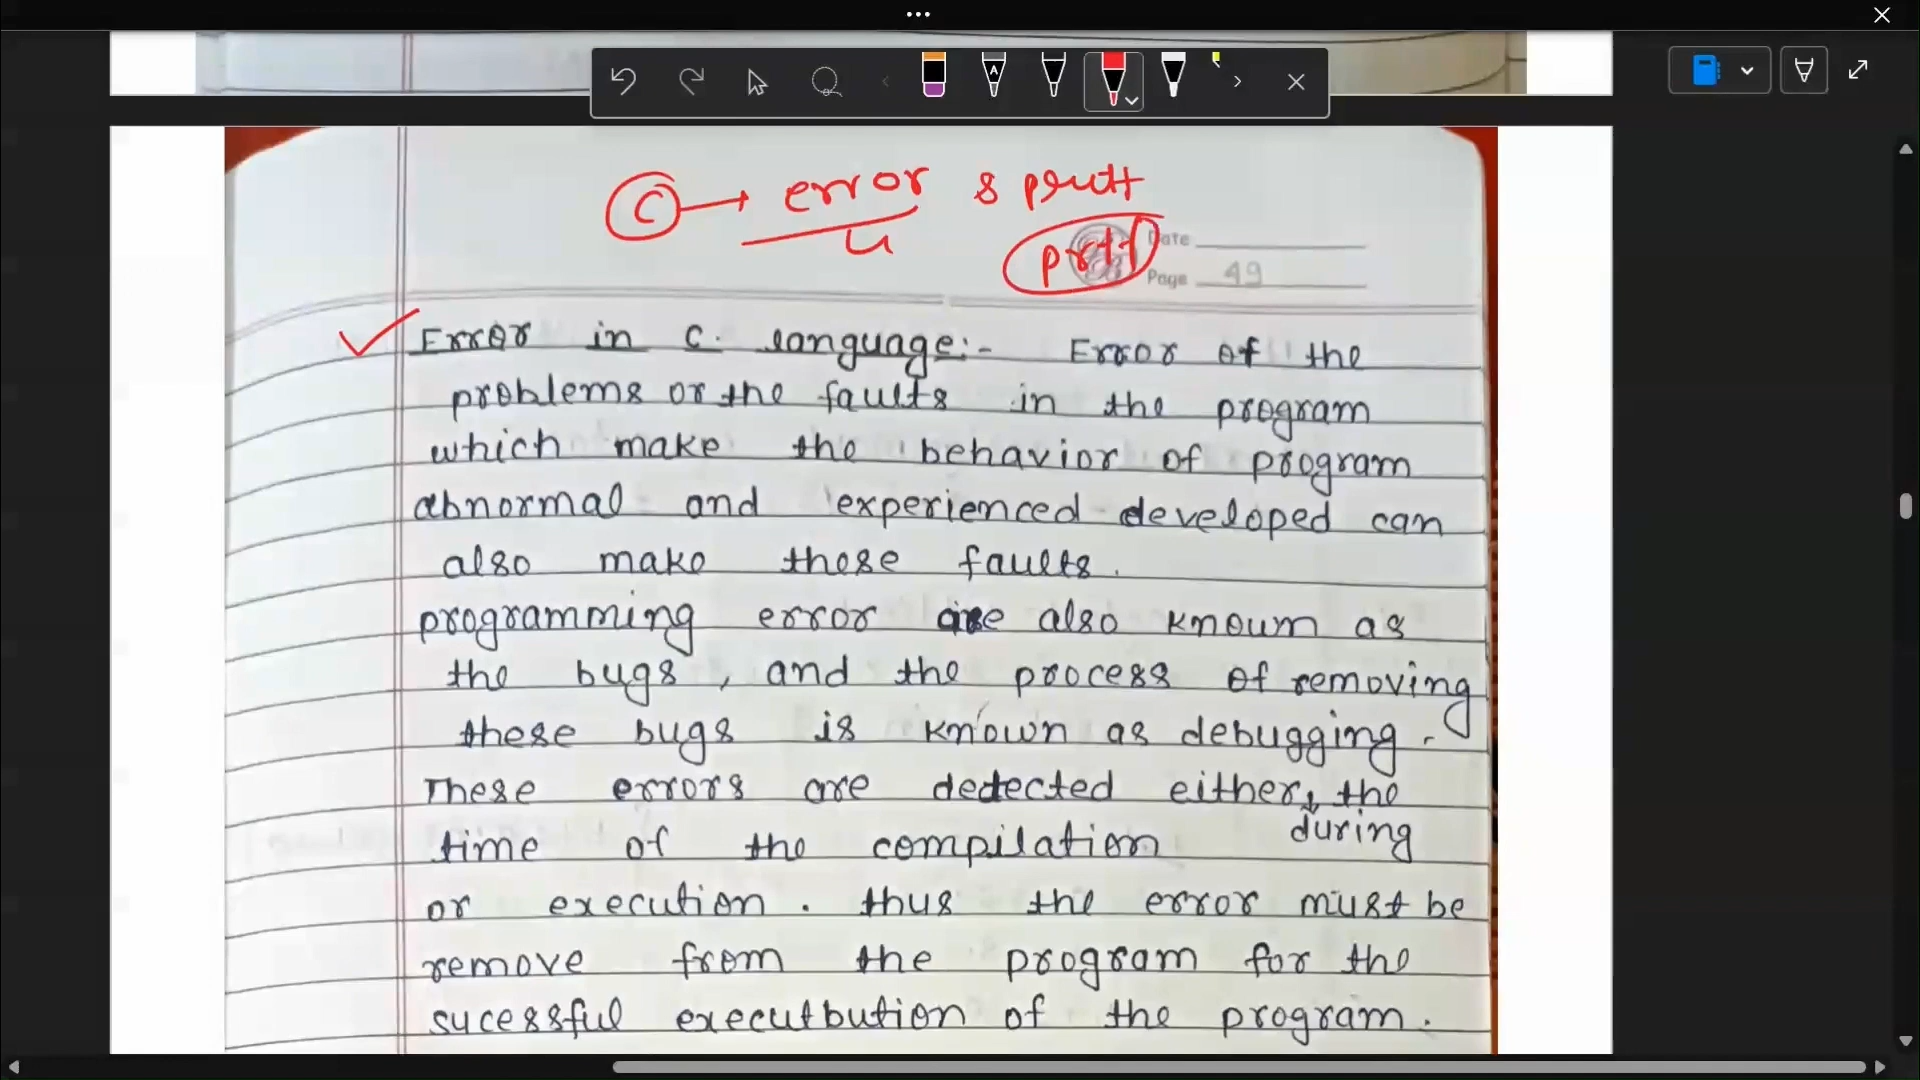 C → error & prutt
prtt
Date
Page 49
Error in C. language:- Error of the
problems or the faults in the program
which make the behavior of program
abnormal and experienced developed can
also make these faults.
programming error are also known as
the bugs, and the process of removing
these bugs is known as debugging.
These errors are detected either, the
during
time of the compilation
or execution. thus the error must be
remove from the program for the
sucessful executbution of the program.